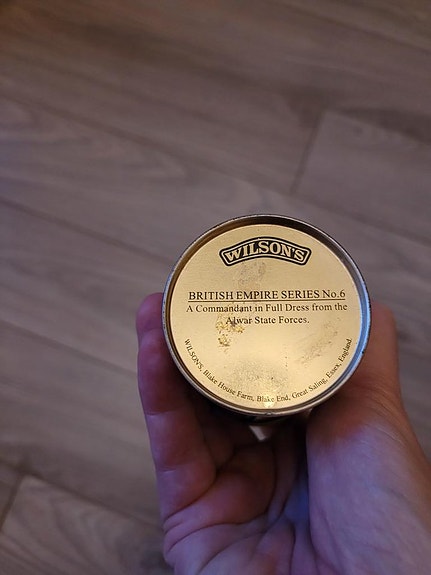 WILSON'S
BRITISH EMPIRE SERIES No.6
A Commandant in Full Dress from the
Alwar State Forces.
WILSON'S, Blake House Farm, Blake End, Great Saling, Essex, England.